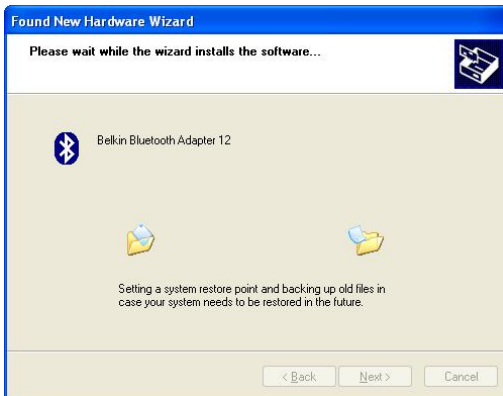 Found New Hardware Wizard
Please wait while the wizard installs the software...
Belkin Bluetooth Adapter 12
Setting a system restore point and backing up old files in
case your system needs to be restored in the future.
< Back Next > Cancel